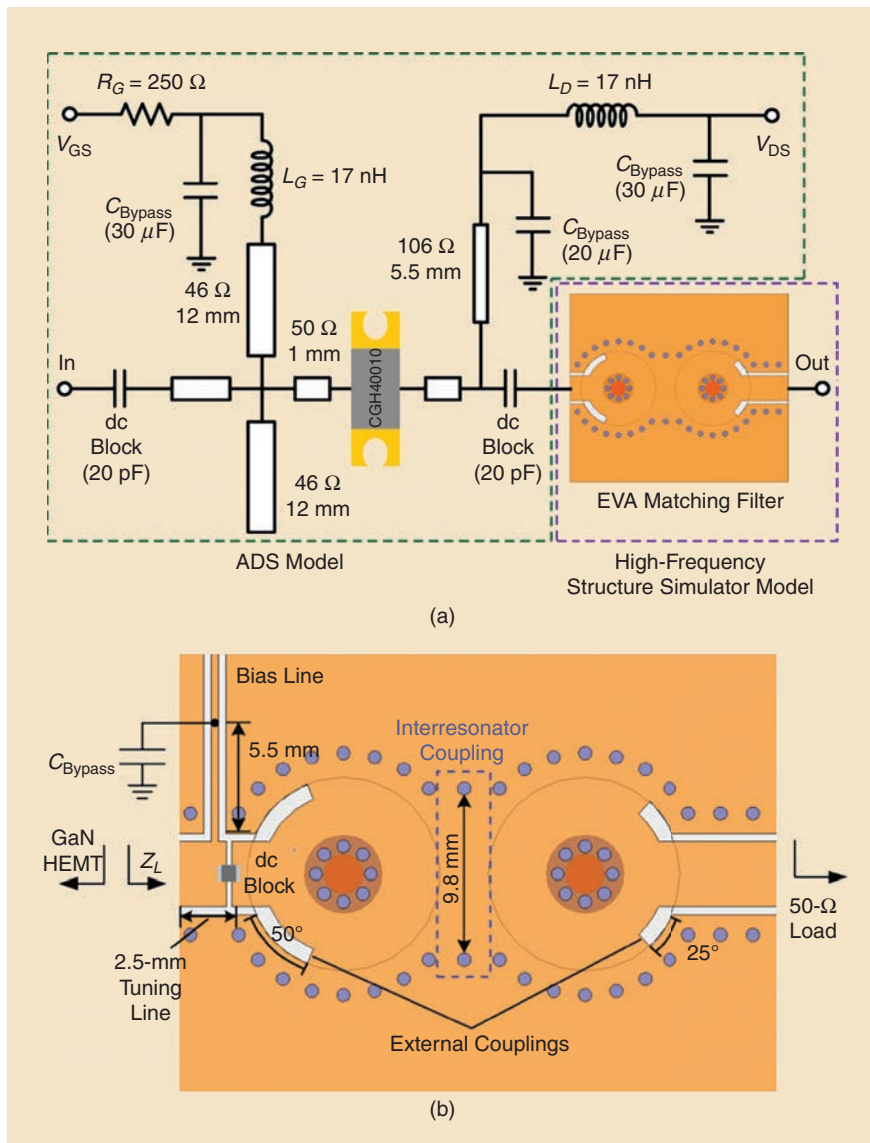 R_G = 250 Ω
V_GS
C_Bypass
(30 μF)
L_G = 17 nH
L_D = 17 nH
V_DS
C_Bypass
(30 μF)
C_Bypass
(20 μF)
106 Ω
5.5 mm
46 Ω
12 mm
50 Ω
1 mm
In
dc
Block
(20 pF)
CGH40010
dc
Block
(20 pF)
Out
46 Ω
12 mm
EVA Matching Filter
ADS Model
High-Frequency
Structure Simulator Model
(a)
Bias Line
Interresonator
Coupling
C_Bypass
5.5 mm
GaN
HEMT
Z_L
dc
Block
9.8 mm
50-Ω
Load
50°
25°
2.5-mm
Tuning
Line
External Couplings
(b)